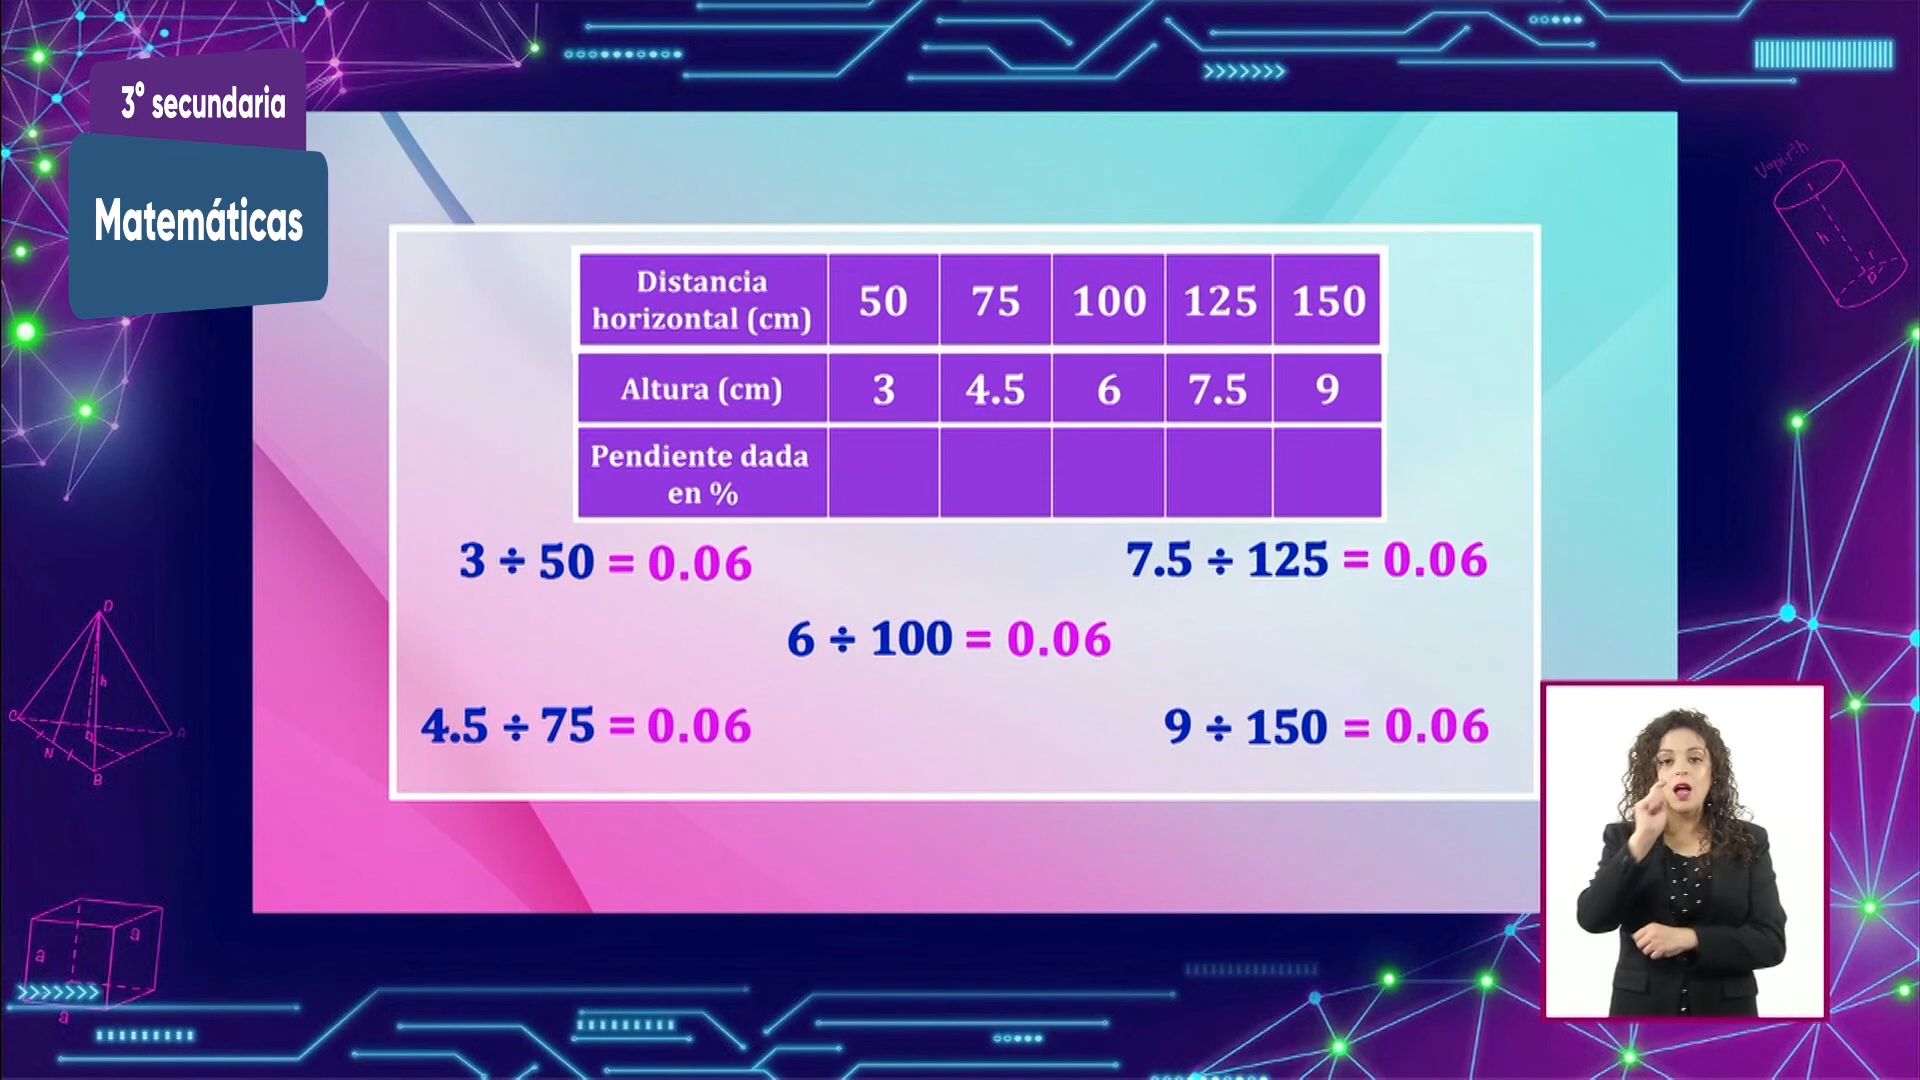 3° secundaria
Matemáticas
Distancia horizontal (cm) 50 75 100 125 150
Altura (cm) 3 4.5 6 7.5 9
Pendiente dada en %
3 ÷ 50 = 0.06
7.5 ÷ 125 = 0.06
6 ÷ 100 = 0.06
4.5 ÷ 75 = 0.06
9 ÷ 150 = 0.06
h
D
h
C
A
N
B
a
a
a